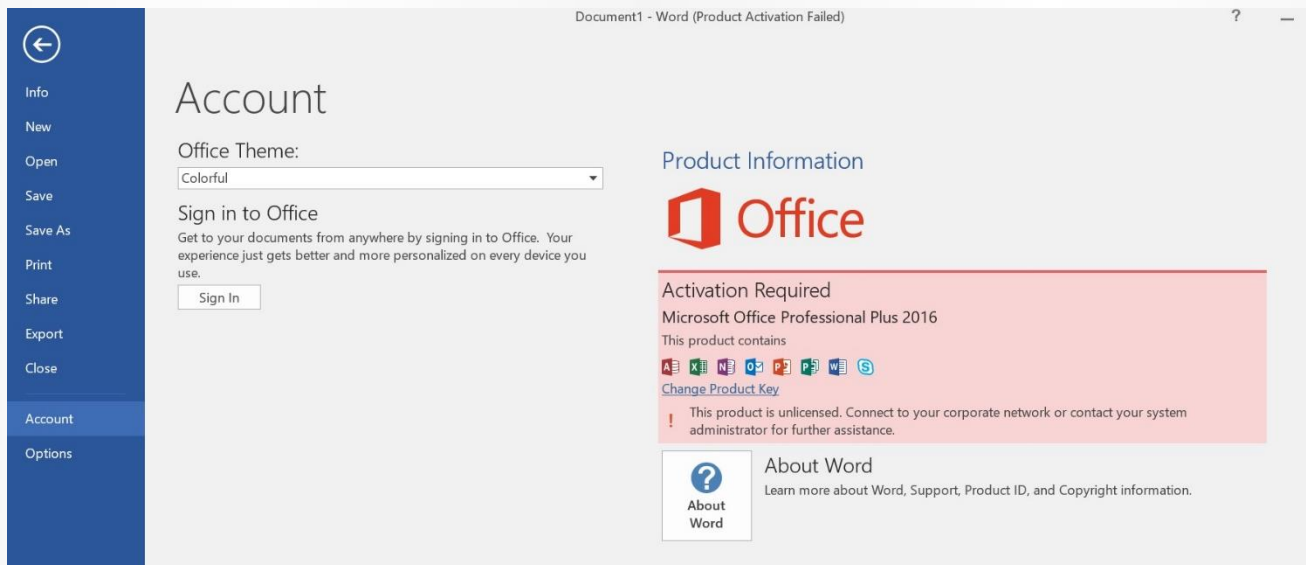 Document1 - Word (Product Activation Failed)
?
Info
New
Open
Save
Save As
Print
Share
Export
Close
Account
Options
Account
Office Theme:
Colorful
Sign in to Office
Get to your documents from anywhere by signing in to Office. Your
experience just gets better and more personalized on every device you
use.
Sign In
Product Information
Office
Activation Required
Microsoft Office Professional Plus 2016
This product contains
Change Product Key
! This product is unlicensed. Connect to your corporate network or contact your system
administrator for further assistance.
?
About
Word
About Word
Learn more about Word, Support, Product ID, and Copyright information.